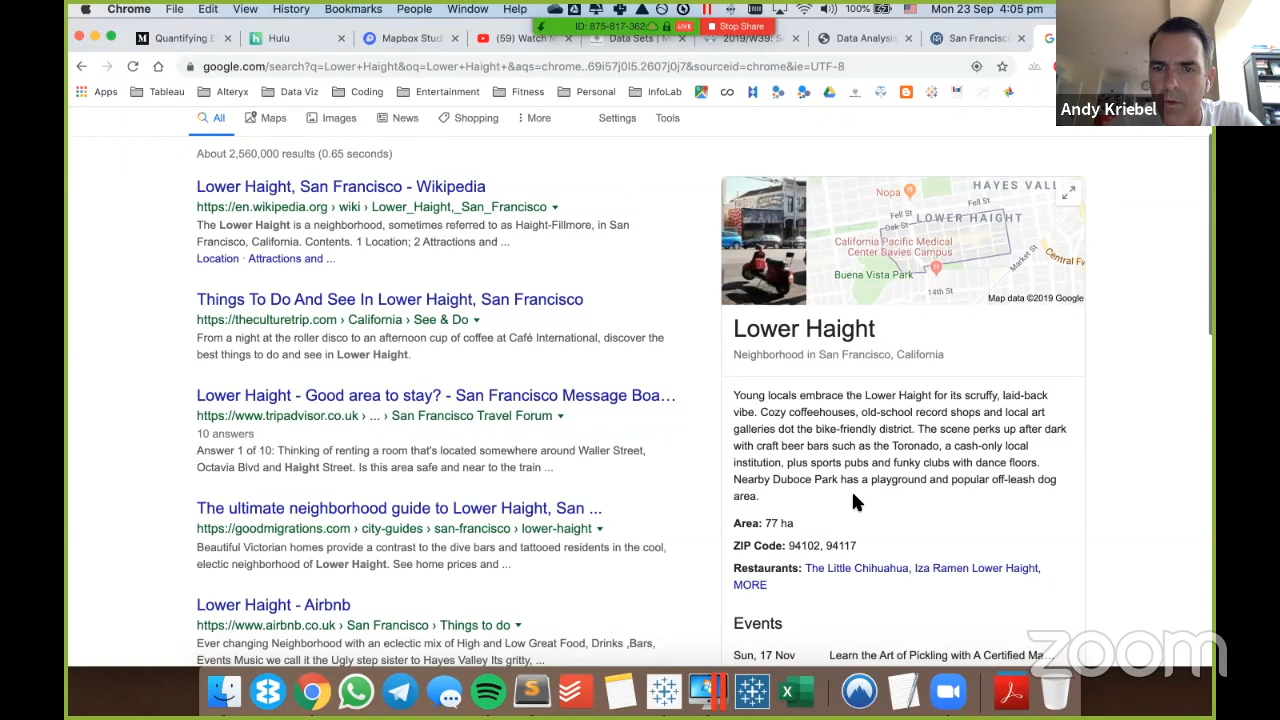 Chrome File Edit View History Bookmarks People Window Help 100% Mon 23 Sep 4:05 pm
ID: 875-817-362 LIVE Stop Share
Quantifying E
Hulu
Mapbox Stud
(59) Watch M
Data Sets | M
2019/W39: S
Data Analysis
San Francisc
google.com/search?q=Lower+Haight&oq=Lower+Haight+&aqs=chrome..69i57j0l5.2607j0j7&sourceid=chrome&ie=UTF-8
Apps Tableau Alteryx Data Viz Coding Entertainment Fitness Personal InfoLab
Andy Kriebel
All Maps Images News Shopping More Settings Tools
About 2,560,000 results (0.65 seconds)
Lower Haight, San Francisco - Wikipedia
https://en.wikipedia.org › wiki › Lower_Haight,_San_Francisco
The Lower Haight is a neighborhood, sometimes referred to as Haight-Fillmore, in San
Francisco, California. Contents. 1 Location; 2 Attractions and ...
Location · Attractions and ...
Things To Do And See In Lower Haight, San Francisco
https://theculturetrip.com › California › See & Do
From a night at the roller disco to an afternoon cup of coffee at Café International, discover the
best things to do and see in Lower Haight.
Lower Haight - Good area to stay? - San Francisco Message Boa...
https://www.tripadvisor.co.uk › ... › San Francisco Travel Forum
10 answers
Answer 1 of 10: Thinking of renting a room that's located somewhere around Waller Street,
Octavia Blvd and Haight Street. Is this area safe and near to the train ...
The ultimate neighborhood guide to Lower Haight, San ...
https://goodmigrations.com › city-guides › san-francisco › lower-haight
Beautiful Victorian homes provide a contrast to the dive bars and tattooed residents in the cool,
electic neighborhood of Lower Haight. See home prices and ...
Lower Haight - Airbnb
https://www.airbnb.co.uk › San Francisco › Things to do
Ever changing Neighborhood with an eclectic mix of High and Low Great Food, Drinks ,Bars,
Events Music we call it the Ugly step sister to Hayes Valley Its gritty, ...
HAYES VALL
Nopa
Fell St
Fell St
LOWER HAIGHT
Oak St
California Pacific Medical
Center Davies Campus
Market St
Central Fw
Buena Vista Park
14th St
Map data ©2019 Google
Lower Haight
Neighborhood in San Francisco, California
Young locals embrace the Lower Haight for its scruffy, laid-back
vibe. Cozy coffeehouses, old-school record shops and local art
galleries dot the bike-friendly district. The scene perks up after dark
with craft beer bars such as the Toronado, a cash-only local
institution, plus sports pubs and funky clubs with dance floors.
Nearby Duboce Park has a playground and popular off-leash dog
area.
Area: 77 ha
ZIP Code: 94102, 94117
Restaurants: The Little Chihuahua, Iza Ramen Lower Haight,
MORE
Events
Sun, 17 Nov Learn the Art of Pickling with A Certified Ma...
zoom